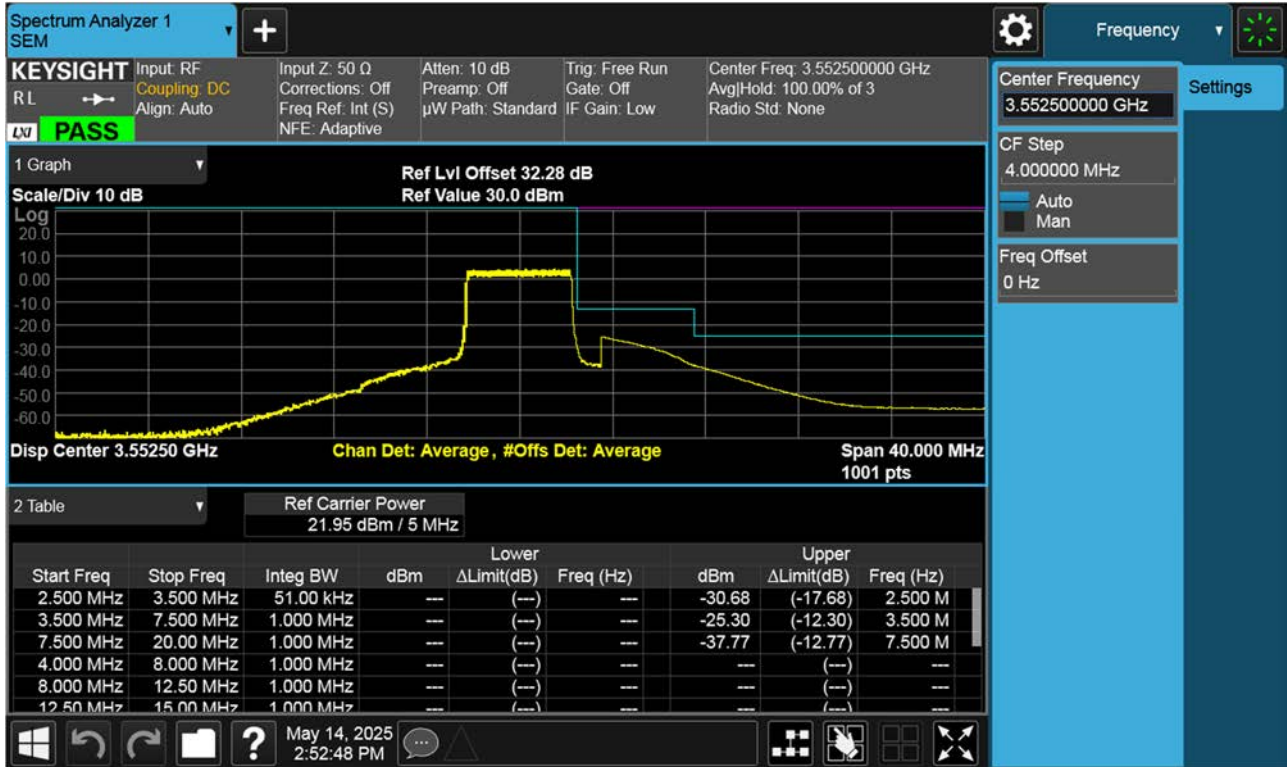 Spectrum Analyzer 1
SEM
Frequency
KEYSIGHT
RL
LXI PASS
Input: RF
Coupling: DC
Align: Auto
Input Z: 50 Ω
Corrections: Off
Freq Ref: Int (S)
NFE: Adaptive
Atten: 10 dB
Preamp: Off
µW Path: Standard
Trig: Free Run
Gate: Off
IF Gain: Low
Center Freq: 3.552500000 GHz
Avg|Hold: 100.00% of 3
Radio Std: None
Center Frequency
3.552500000 GHz
Settings
CF Step
4.000000 MHz
Auto
Man
Freq Offset
0 Hz
1 Graph
Ref Lvl Offset 32.28 dB
Scale/Div 10 dB Ref Value 30.0 dBm
Log
20.0
10.0
0.00
-10.0
-20.0
-30.0
-40.0
-50.0
-60.0
Disp Center 3.55250 GHz Chan Det: Average, #Offs Det: Average Span 40.000 MHz
1001 pts
2 Table
Ref Carrier Power
21.95 dBm / 5 MHz
Lower Upper
Start Freq Stop Freq Integ BW dBm ΔLimit(dB) Freq (Hz) dBm ΔLimit(dB) Freq (Hz)
2.500 MHz 3.500 MHz 51.00 kHz --- (---) --- -30.68 (-17.68) 2.500 M
3.500 MHz 7.500 MHz 1.000 MHz --- (---) --- -25.30 (-12.30) 3.500 M
7.500 MHz 20.00 MHz 1.000 MHz --- (---) --- -37.77 (-12.77) 7.500 M
4.000 MHz 8.000 MHz 1.000 MHz --- (---) --- --- (---) ---
8.000 MHz 12.50 MHz 1.000 MHz --- (---) --- --- (---) ---
12.50 MHz 15.00 MHz 1.000 MHz --- (---) --- --- (---) ---
? May 14, 2025
2:52:48 PM